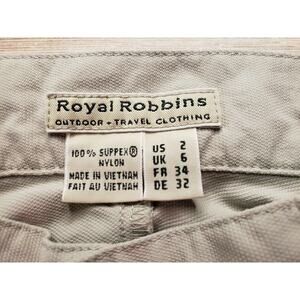 Royal Robbins
OUTDOOR + TRAVEL CLOTHING
100% SUPPEX®
NYLON
MADE IN VIETNAM
FAIT AU VIETNAM
US 2
UK 6
FR 34
DE 32